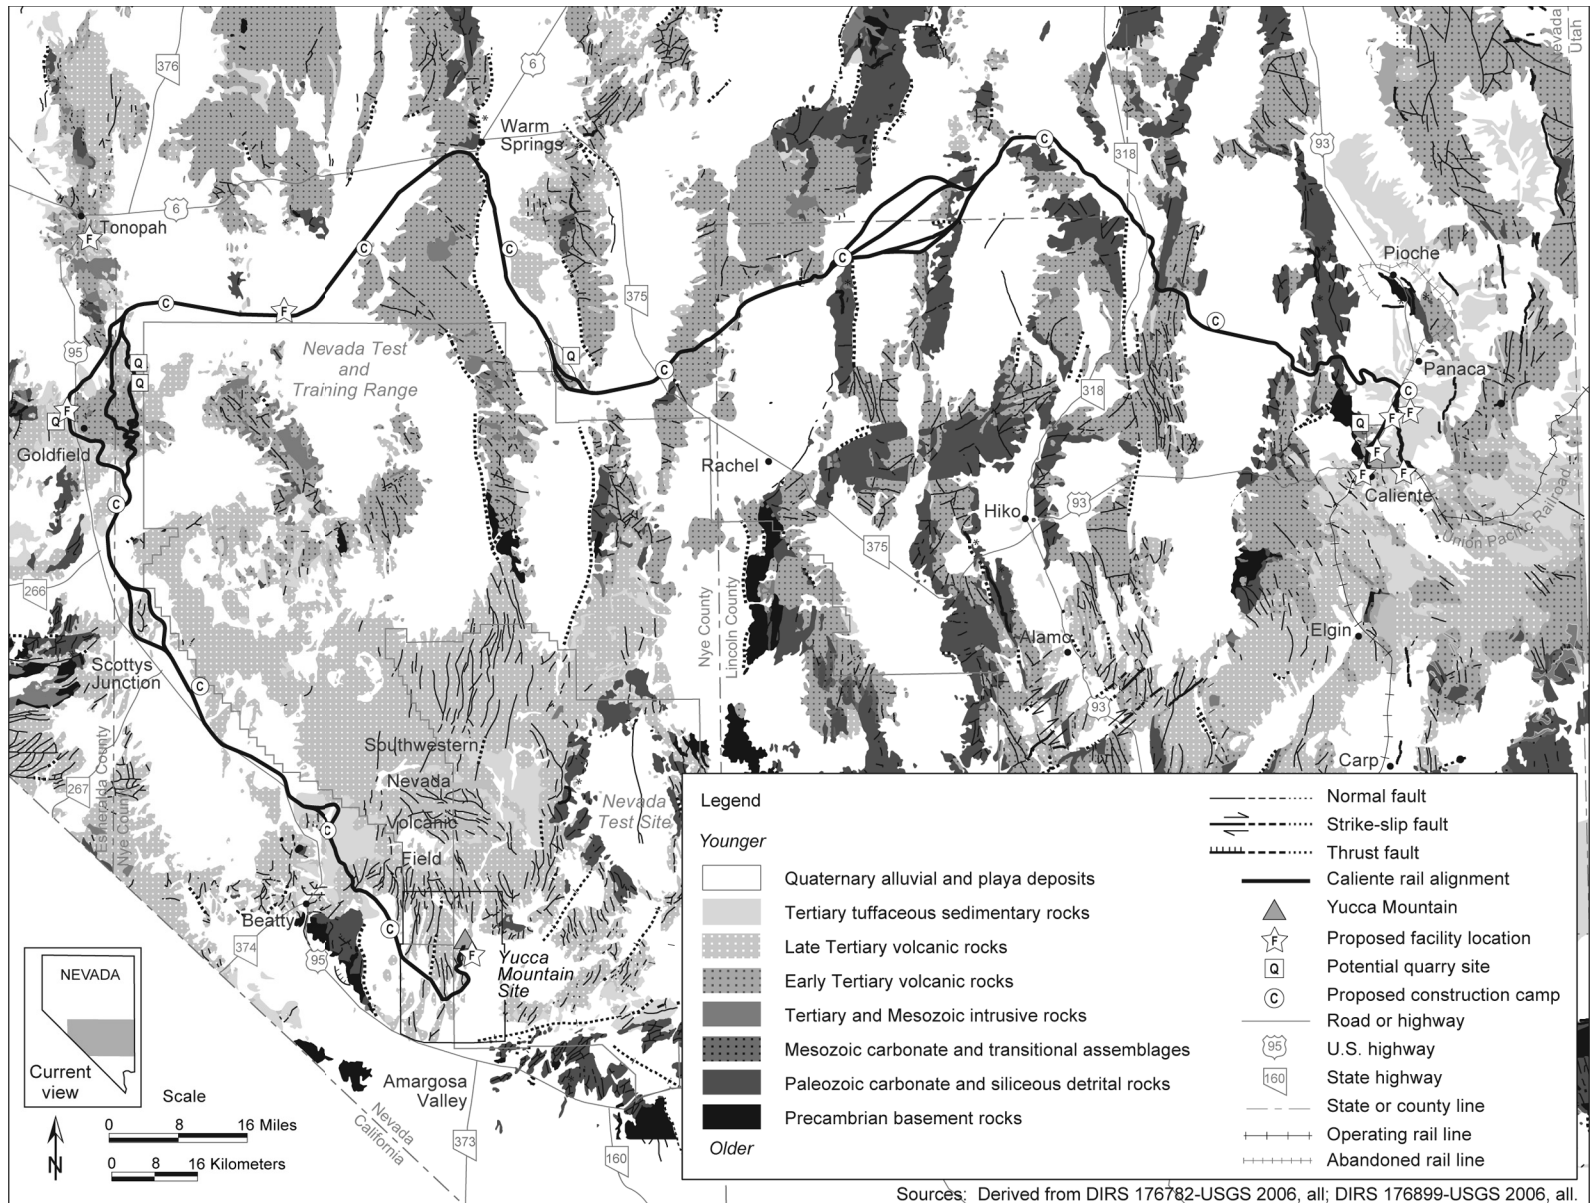 376
6
Warm
Springs
318
93
Nevada
Utah
6
Tonopah
F
C
C
C
C
F
375
Pioche
C
95
Nevada Test
and
Training Range
Q
Q
Q
C
C
Panaca
318
C
F
Q
F
F
Q
Goldfield
Rachel
F
F
F
Caliente
C
Hiko
93
375
Union Pacific Railroad
266
Nye County
Lincoln County
Alamo
Elgin
Scottys
Junction
C
93
Esmeralda County
Nye County
Southwestern
Nevada
Volcanic
Field
267
C
Nevada
Test Site
Carp
Beatty
374
95
C
F
Yucca
Mountain
Site
NEVADA
Current
view
Amargosa
Valley
Nevada
California
373
160
Scale
0 8 16 Miles
0 8 16 Kilometers
N
Legend
Younger
Quaternary alluvial and playa deposits
Tertiary tuffaceous sedimentary rocks
Late Tertiary volcanic rocks
Early Tertiary volcanic rocks
Tertiary and Mesozoic intrusive rocks
Mesozoic carbonate and transitional assemblages
Paleozoic carbonate and siliceous detrital rocks
Precambrian basement rocks
Older
Normal fault
Strike-slip fault
Thrust fault
Caliente rail alignment
Yucca Mountain
F Proposed facility location
Q Potential quarry site
C Proposed construction camp
Road or highway
95 U.S. highway
160 State highway
State or county line
Operating rail line
Abandoned rail line
Sources: Derived from DIRS 176782-USGS 2006, all; DIRS 176899-USGS 2006, all.